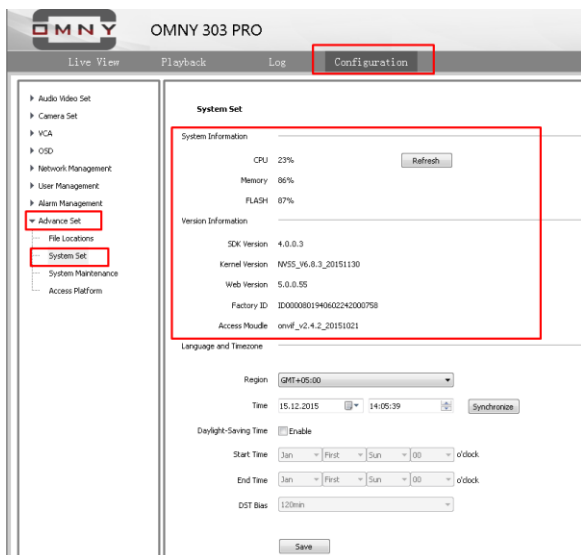 OMNY OMNY 303 PRO
Live View Playback Log Configuration
Audio Video Set
Camera Set
VCA
OSD
Network Management
User Management
Alarm Management
Advance Set
File Locations
System Set
System Maintenance
Access Platform
System Set
System Information
CPU 23% Refresh
Memory 86%
FLASH 87%
Version Information
SDK Version 4.0.0.3
Kernel Version NVSS_V6.8.3_20151130
Web Version 5.0.0.55
Factory ID ID0000801940602242000758
Access Moudle onvif_v2.4.2_20151021
Language and Timezone
Region GMT+05:00
Time 15.12.2015 14:05:39 Synchronize
Daylight-Saving Time Enable
Start Time Jan First Sun 00 o'clock
End Time Jan First Sun 00 o'clock
DST Bias 120min
Save